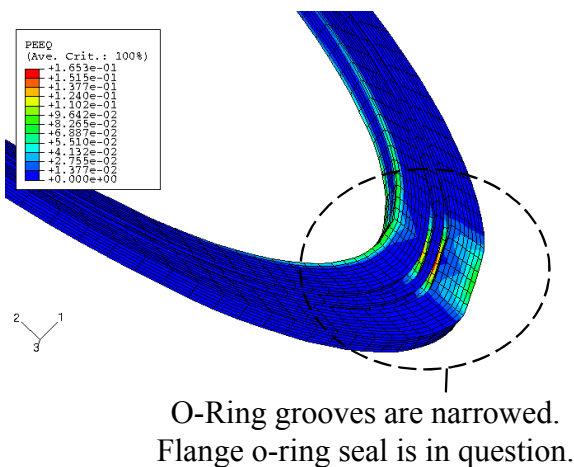 PEEQ
(Ave. Crit.: 100%)
+1.653e-01
+1.515e-01
+1.377e-01
+1.240e-01
+1.102e-01
+9.642e-02
+8.265e-02
+6.887e-02
+5.510e-02
+4.132e-02
+2.755e-02
+1.377e-02
+0.000e+00
2 1
3
O-Ring grooves are narrowed.
Flange o-ring seal is in question.